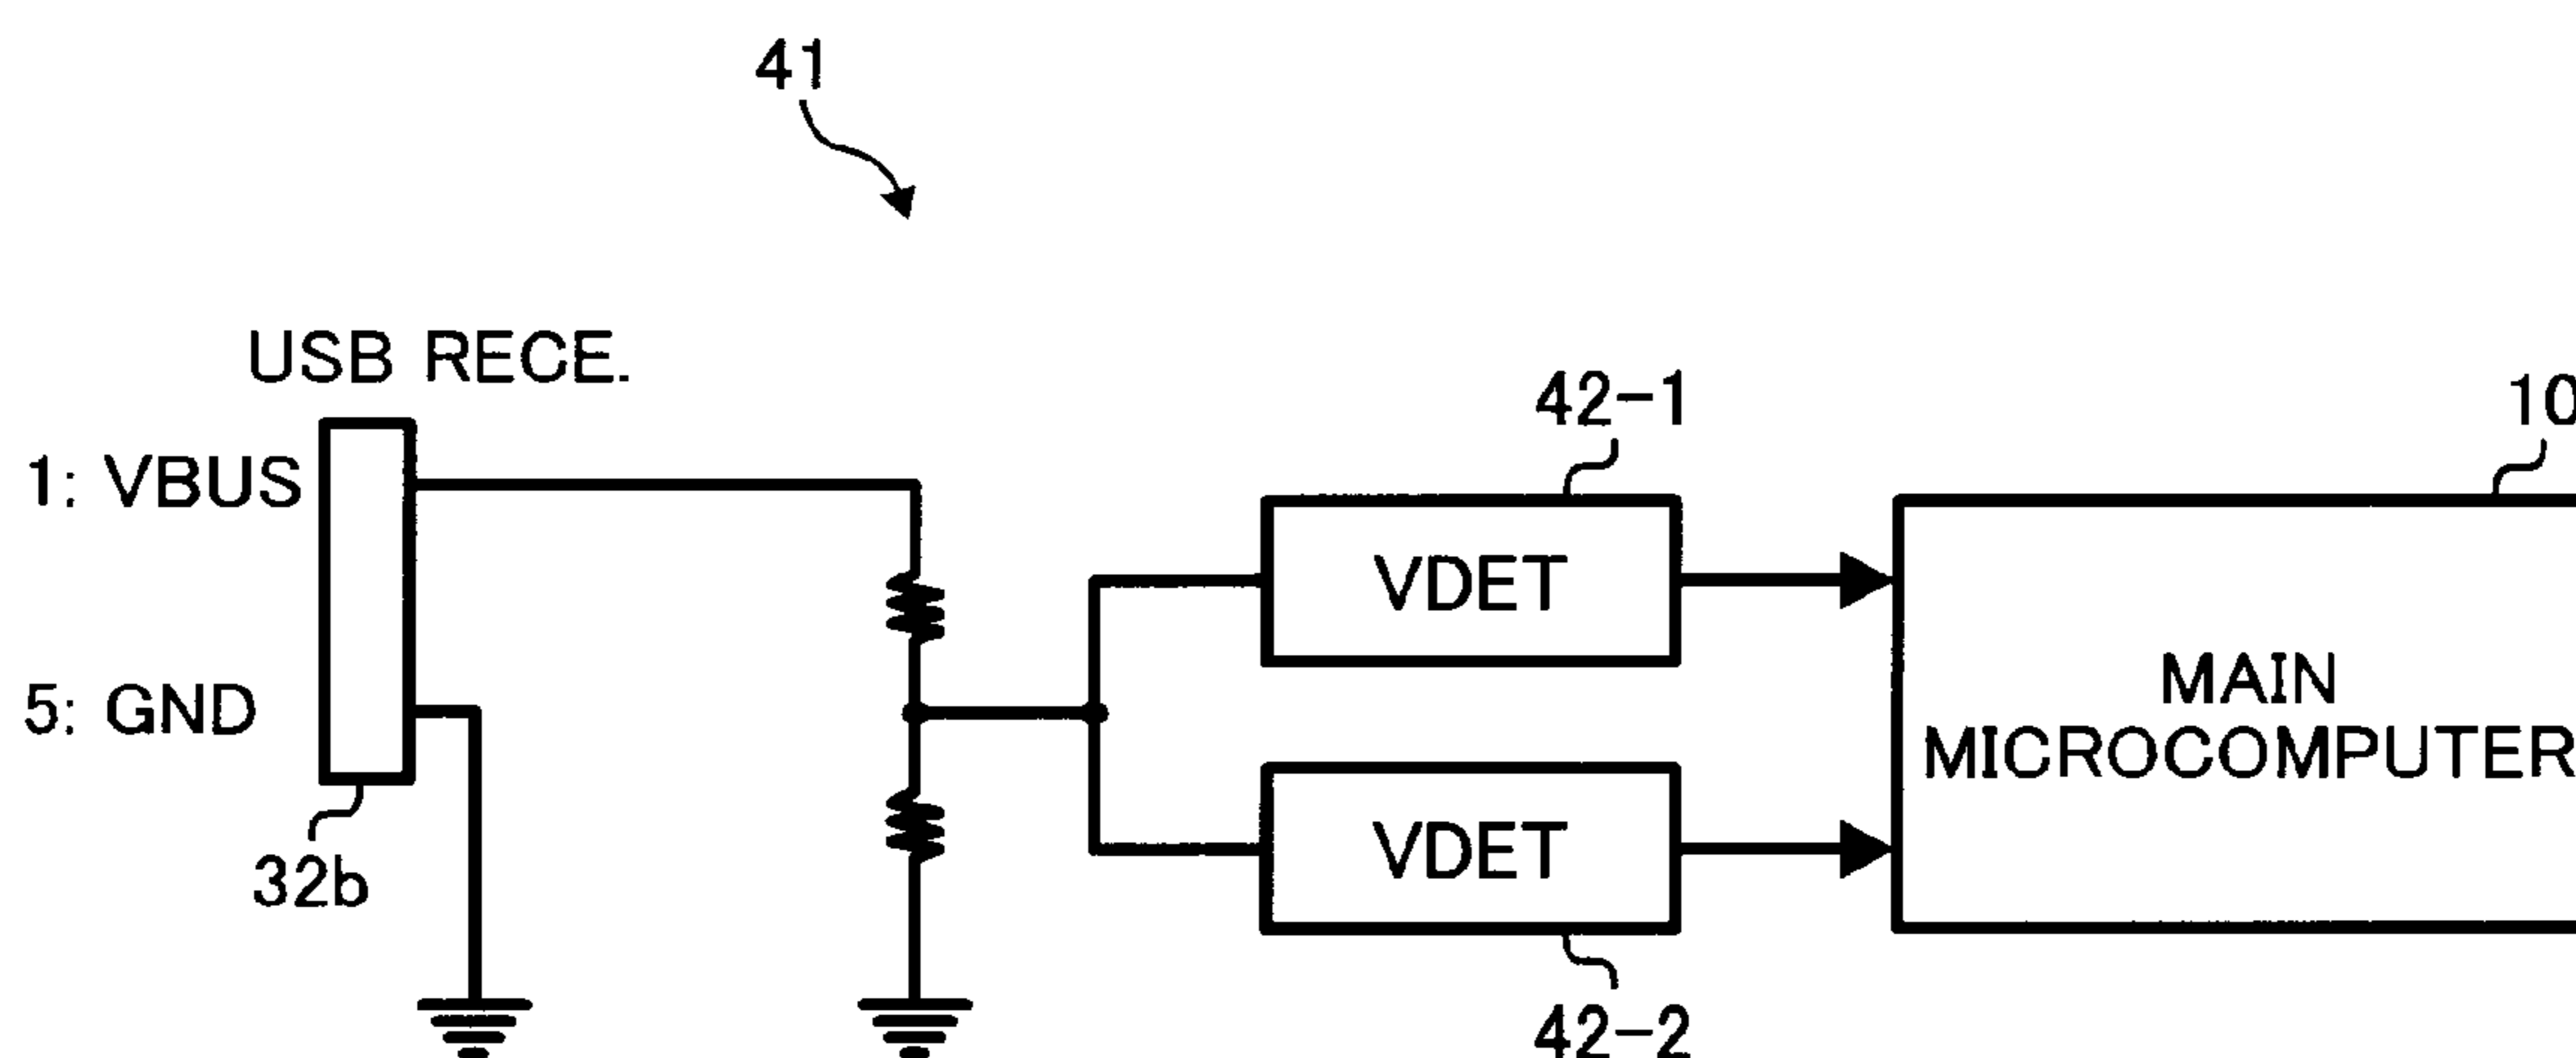 41
USB RECE.
1: VBUS
5: GND
32b
42-1
VDET
VDET
42-2
10
MAIN
MICROCOMPUTER